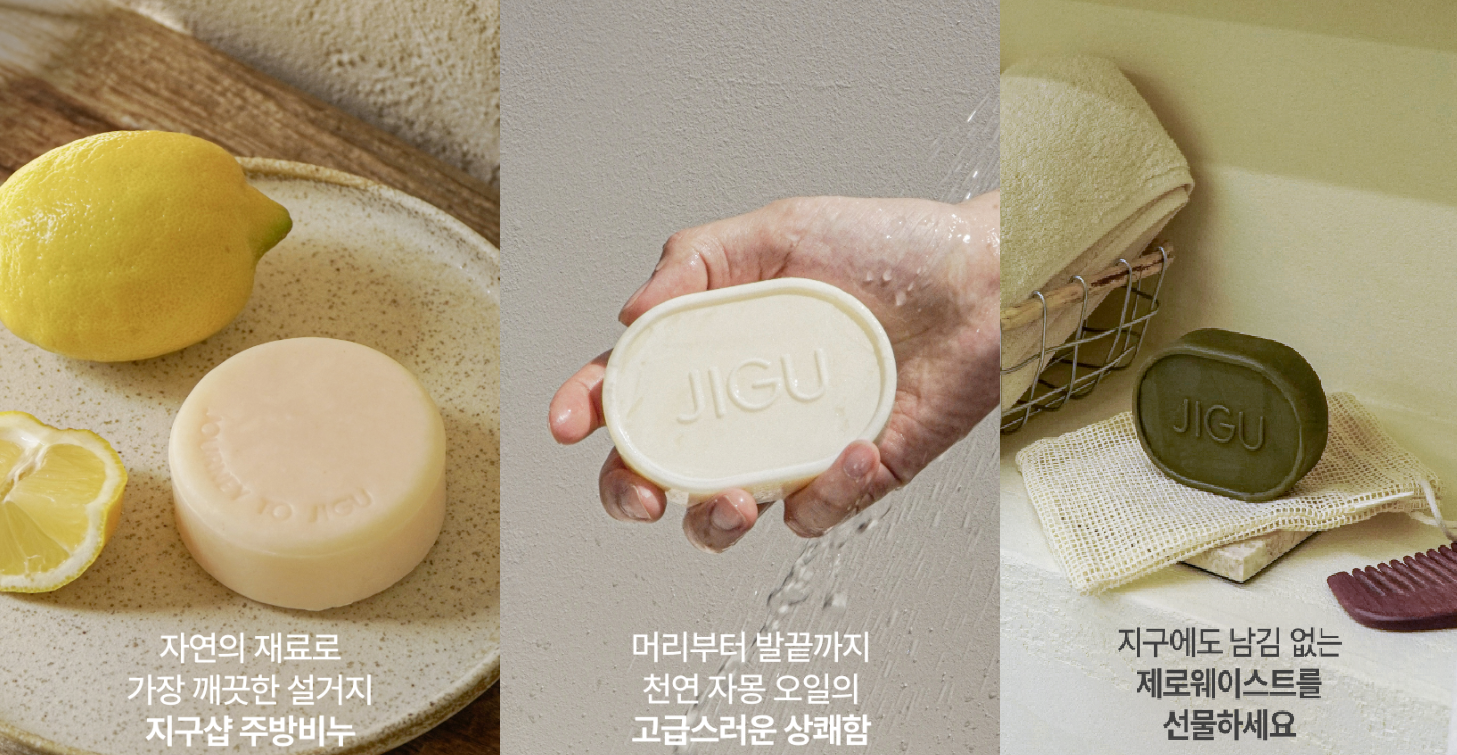 JOURNEY TO JIGU
자연의 재료로
가장 깨끗한 설거지
지구샵 주방비누
JIGU
머리부터 발끝까지
천연 자몽 오일의
고급스러운 상쾌함
JIGU
지구에도 남김 없는
제로웨이스트를
선물하세요